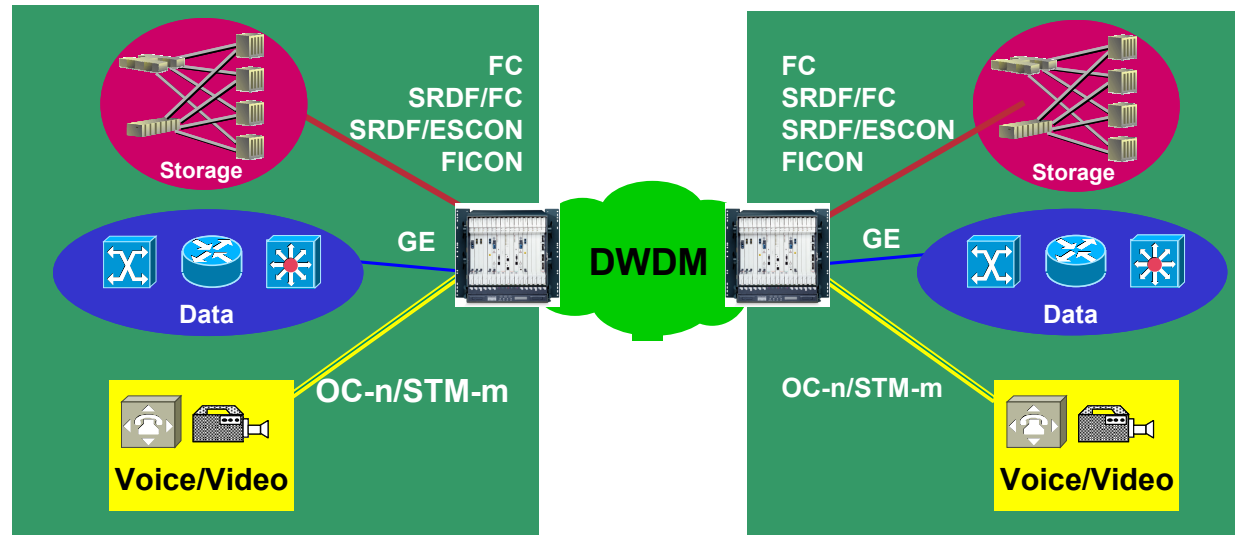 FC
SRDF/FC
SRDF/ESCON
FICON
Storage
GE
Data
OC-n/STM-m
Voice/Video
DWDM
FC
SRDF/FC
SRDF/ESCON
FICON
Storage
GE
Data
OC-n/STM-m
Voice/Video